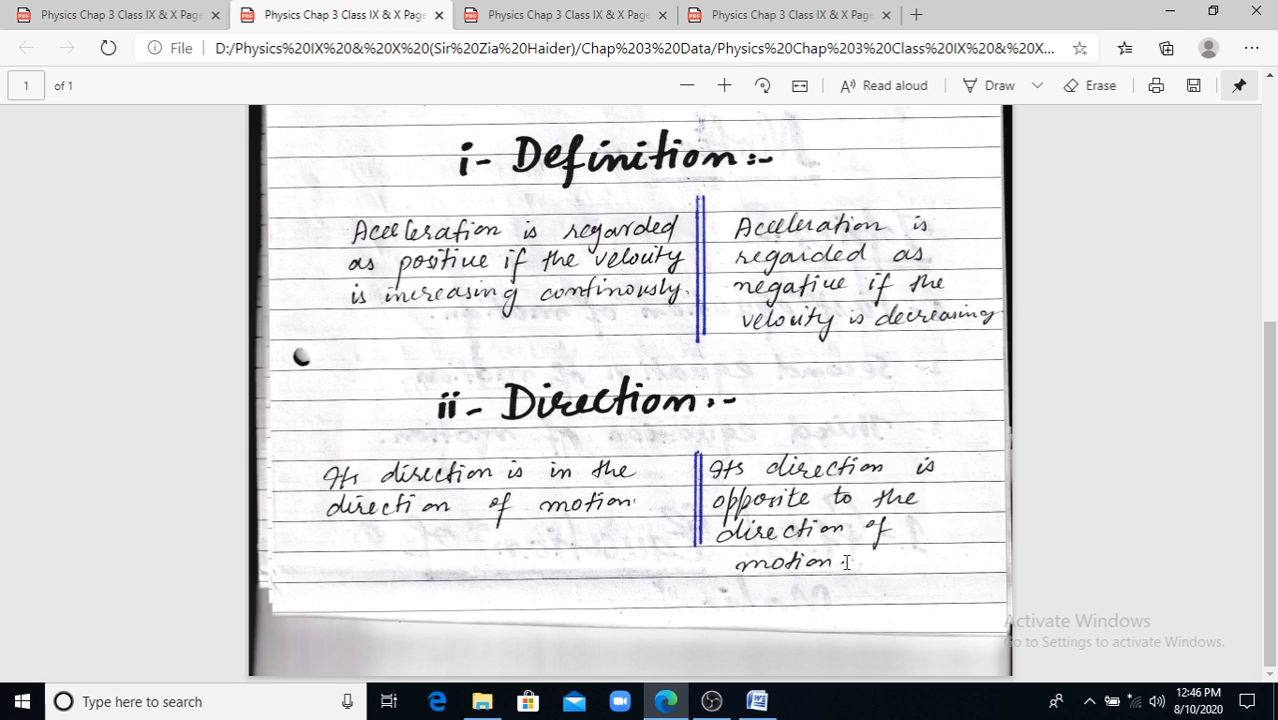 Physics Chap 3 Class IX & X Page
Physics Chap 3 Class IX & X Page
Physics Chap 3 Class IX & X Page
Physics Chap 3 Class IX & X Page
File
D:/Physics%20IX%20&%20X%20(Sir%20Zia%20Haider)/Chap%203%20Data/Physics%20Chap%203%20Class%20IX%20&%20X...
1 of 1
Read aloud
Draw
Erase
i- Definition:-
Acceleration is regarded
as positive if the velocity
is increasing continously.
Acceleration is
regarded as
negative if the
velocity is decreasing
ii- Direction:-
Its direction is in the
direction of motion.
Its direction is
opposite to the
direction of
motion.
Activate Windows
Go to Settings to activate Windows.
Type here to search
12:46 PM
8/10/2020